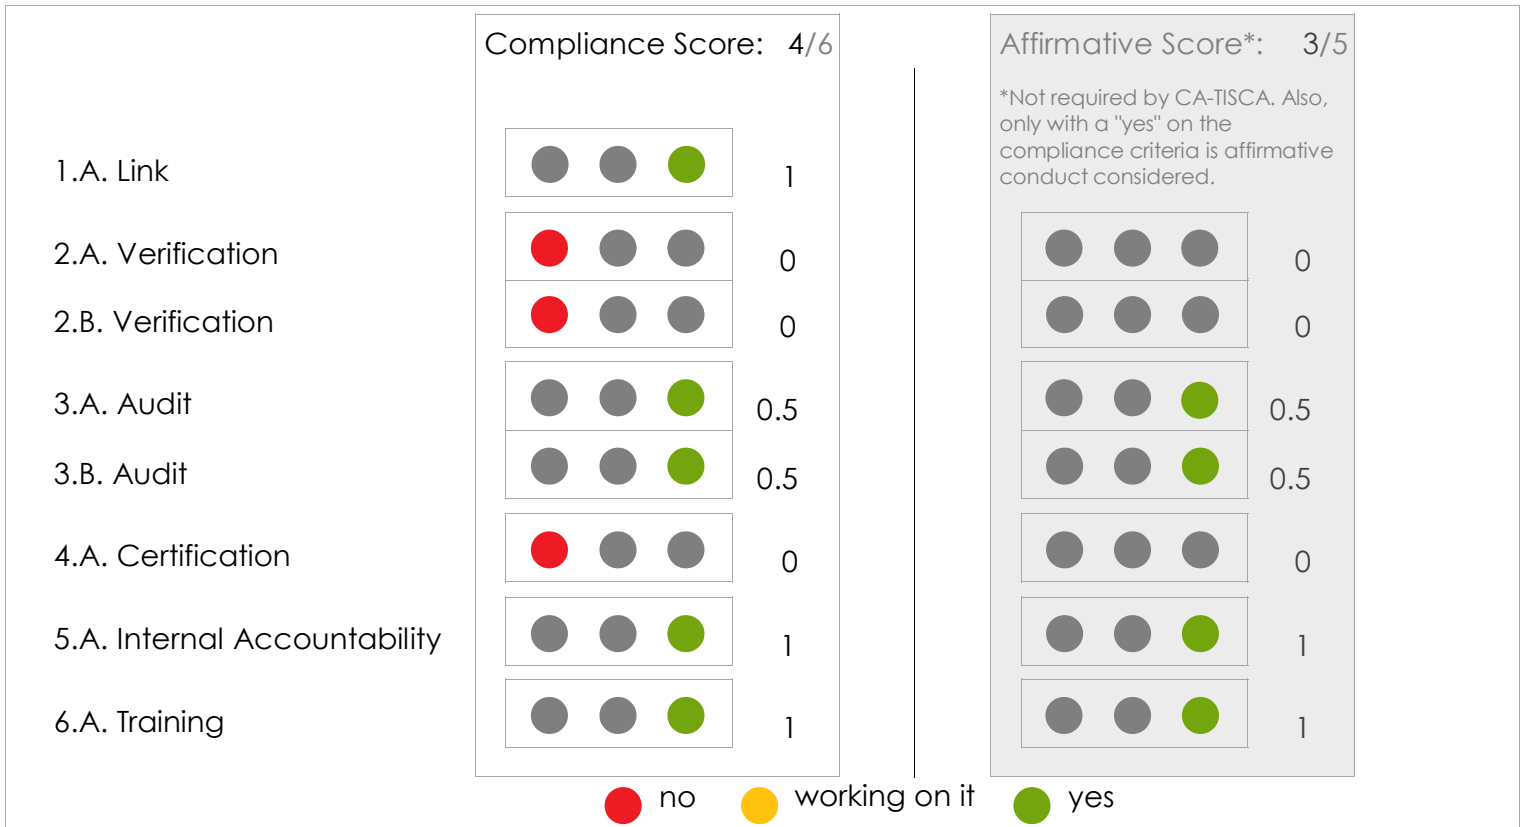 Compliance Score: 4/6
Affirmative Score*: 3/5
*Not required by CA-TISCA. Also,
only with a "yes" on the
compliance criteria is affirmative
conduct considered.
1.A. Link 1
2.A. Verification 0 0
2.B. Verification 0 0
3.A. Audit 0.5 0.5
3.B. Audit 0.5 0.5
4.A. Certification 0 0
5.A. Internal Accountability 1 1
6.A. Training 1 1
no working on it yes